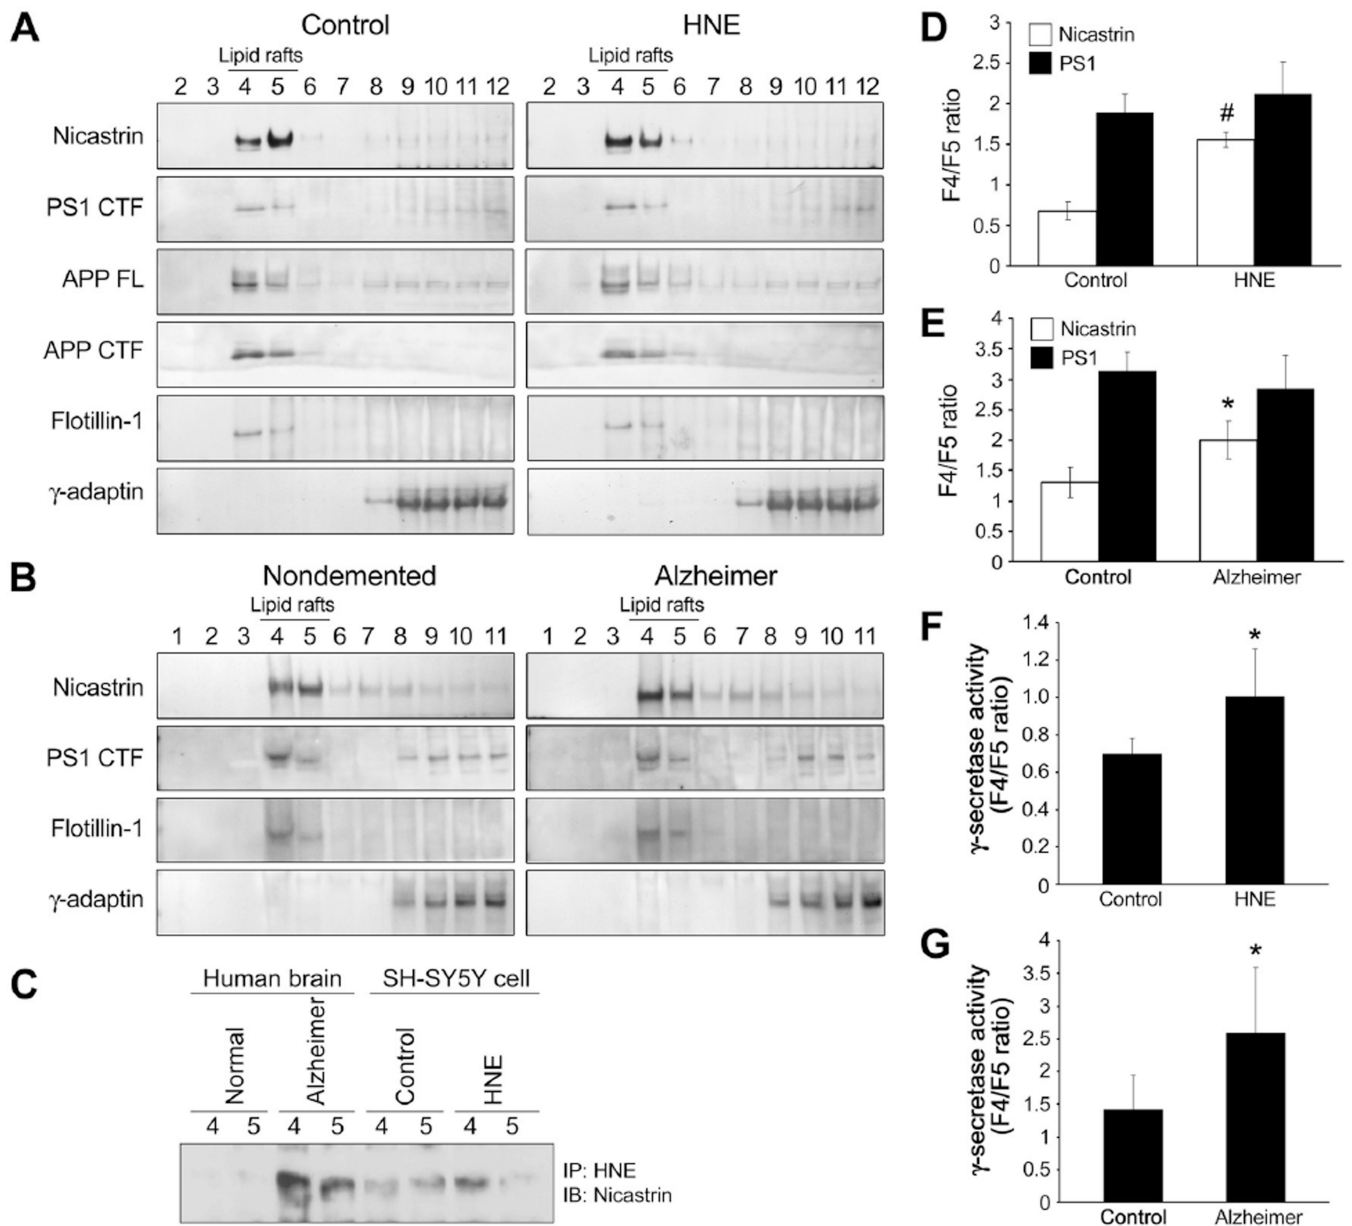 A
Control
HNE
Lipid rafts
Lipid rafts
2 3 4 5 6 7 8 9 10 11 12
2 3 4 5 6 7 8 9 10 11 12
Nicastrin
PS1 CTF
APP FL
APP CTF
Flotillin-1
γ-adaptin
B
Nondemented
Alzheimer
Lipid rafts
Lipid rafts
1 2 3 4 5 6 7 8 9 10 11
1 2 3 4 5 6 7 8 9 10 11
Nicastrin
PS1 CTF
Flotillin-1
γ-adaptin
C
Human brain
SH-SY5Y cell
Normal
Alzheimer
Control
HNE
4 5 4 5 4 5 4 5
IP: HNE
IB: Nicastrin
D
Nicastrin
PS1
F4/F5 ratio
3
2.5
2
1.5
1
0.5
0
#
Control
HNE
E
Nicastrin
PS1
F4/F5 ratio
4
3.5
3
2.5
2
1.5
1
0.5
0
*
Control
Alzheimer
F
γ-secretase activity
(F4/F5 ratio)
1.4
1.2
1.0
0.8
0.6
0.4
0.2
0
*
Control
HNE
G
γ-secretase activity
(F4/F5 ratio)
4
3.5
3
2.5
2
1.5
1
0.5
0
*
Control
Alzheimer